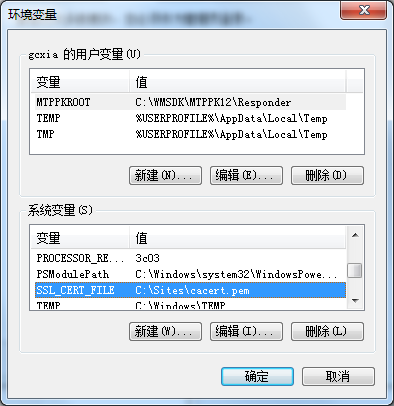 环境变量
gcxia 的用户变量(U)
变量 值
MTPPKROOT C:\WMSDK\MTPPK12\Responder
TEMP %USERPROFILE%\AppData\Local\Temp
TMP %USERPROFILE%\AppData\Local\Temp
新建(N)... 编辑(E)... 删除(D)
系统变量(S)
变量 值
PROCESSOR_RE... 3c03
PSModulePath C:\Windows\system32\WindowsPowe...
SSL_CERT_FILE C:\Sites\cacert.pem
TEMP C:\Windows\TEMP
新建(W)... 编辑(I)... 删除(L)
确定 取消